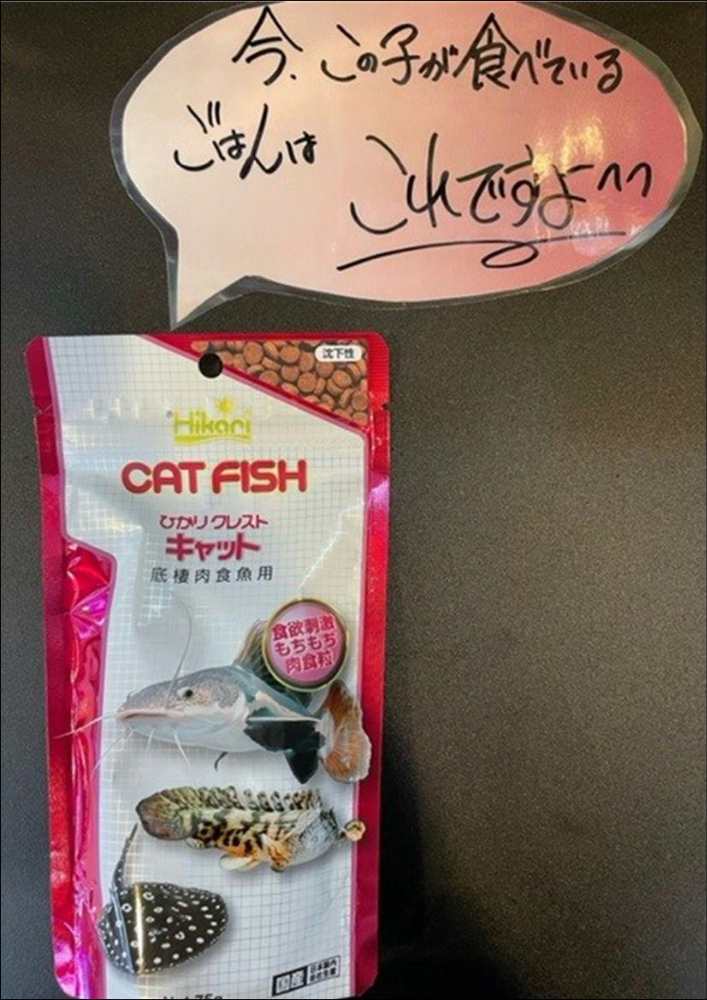 今、この子が食べている
ごはんは
これですよ^^
沈下性
Hikari
CAT FISH
ひかりクレスト
キャット
底棲肉食魚用
食欲刺激
もちもち
肉食粒
国産